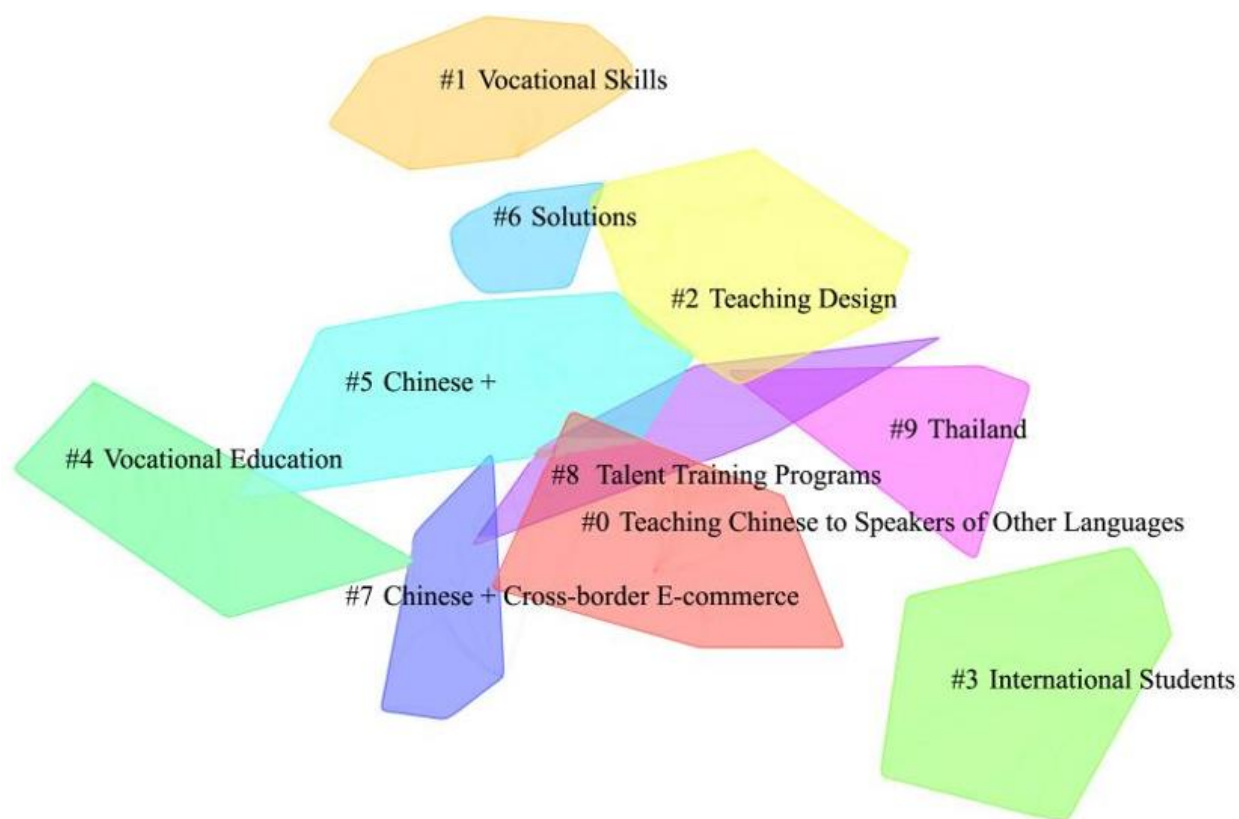 #1 Vocational Skills
#6 Solutions
#2 Teaching Design
#5 Chinese +
#9 Thailand
#4 Vocational Education
#8 Talent Training Programs
#0 Teaching Chinese to Speakers of Other Languages
#7 Chinese + Cross-border E-commerce
#3 International Students